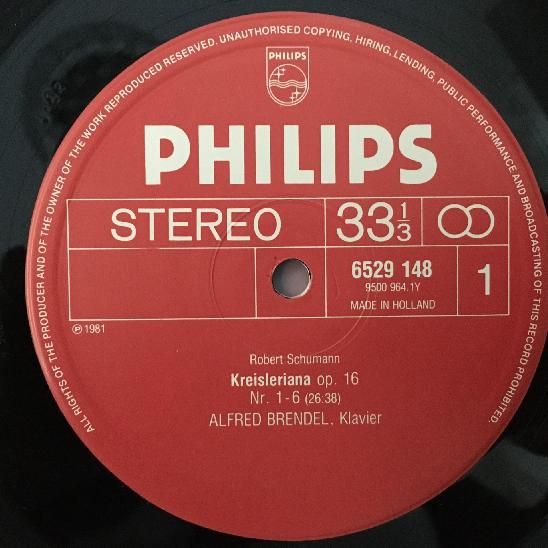 ALL RIGHTS OF THE PRODUCER AND OF THE OWNER OF THE WORK REPRODUCED RESERVED. UNAUTHORISED COPYING, HIRING, LENDING, PUBLIC PERFORMANCE AND BROADCASTING OF THIS RECORD PROHIBITED.
PHILIPS
PHILIPS
STEREO 33 1/3
6529 148 1
9500 964.1Y
MADE IN HOLLAND
℗ 1981
Robert Schumann
Kreisleriana op. 16
Nr. 1-6 (26:38)
ALFRED BRENDEL, Klavier